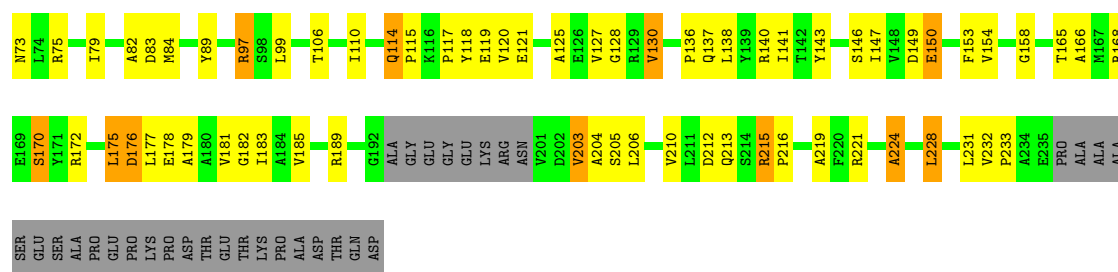 N73 L74 R75 I79 A82 D83 M84 Y89 R97 S98 L99 T106 I110 Q114 P115 K116 P117 Y118 E119 V120 E121 A125 E126 V127 G128 R129 V130 P136 Q137 L138 Y139 R140 I141 T142 Y143 S146 I147 V148 D149 E150 F153 V154 G158 T165 A166 M167 R168
E169 S170 Y171 R172 L175 D176 L177 E178 A179 A180 V181 G182 I183 A184 V185 R189 G192 ALA GLY GLU GLY GLU LYS ARG ASN V201 D202 V203 A204 S205 L206 V210 L211 D212 Q213 S214 R215 P216 A219 F220 R221 A224 L228 L231 V232 P233 A234 E235 PRO ALA ALA ALA
SER GLU SER ALA PRO GLU PRO LYS PRO ASP THR GLU THR LYS PRO ALA ASP THR GLN ASP